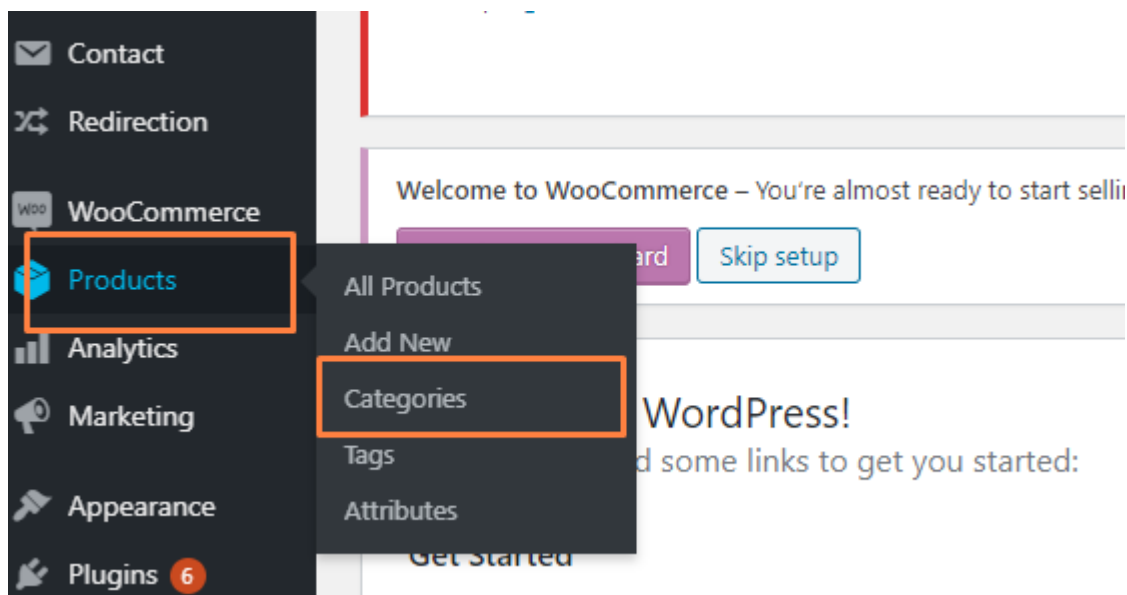 Contact
Redirection
Woo WooCommerce
Products
Analytics
Marketing
Appearance
Plugins 6
All Products
Add New
Categories
Tags
Attributes
Welcome to WooCommerce – You're almost ready to start
Skip setup
WordPress!
some links to get you started:
Get Started